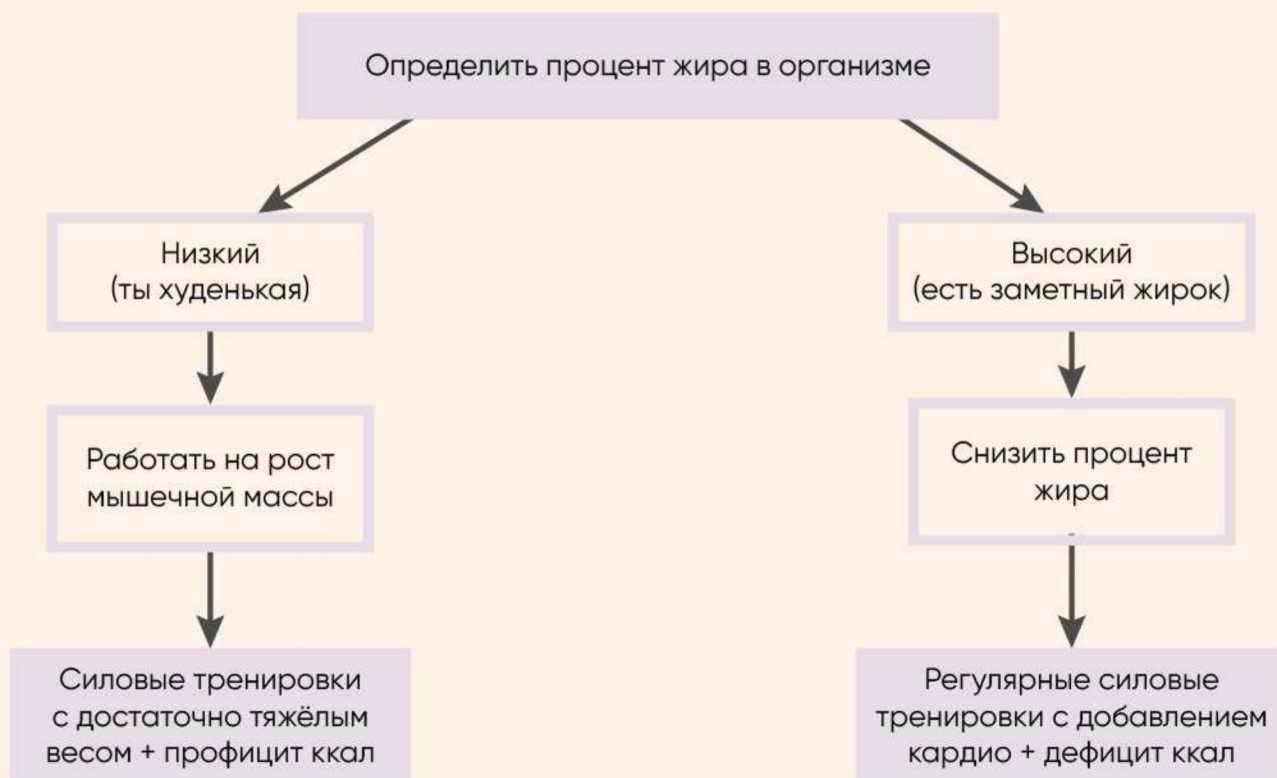 Определить процент жира в организме
Низкий
(ты худенькая)
Высокий
(есть заметный жирок)
Работать на рост
мышечной массы
Снизить процент
жира
Силовые тренировки
с достаточно тяжёлым
весом + профицит ккал
Регулярные силовые
тренировки с добавлением
кардио + дефицит ккал